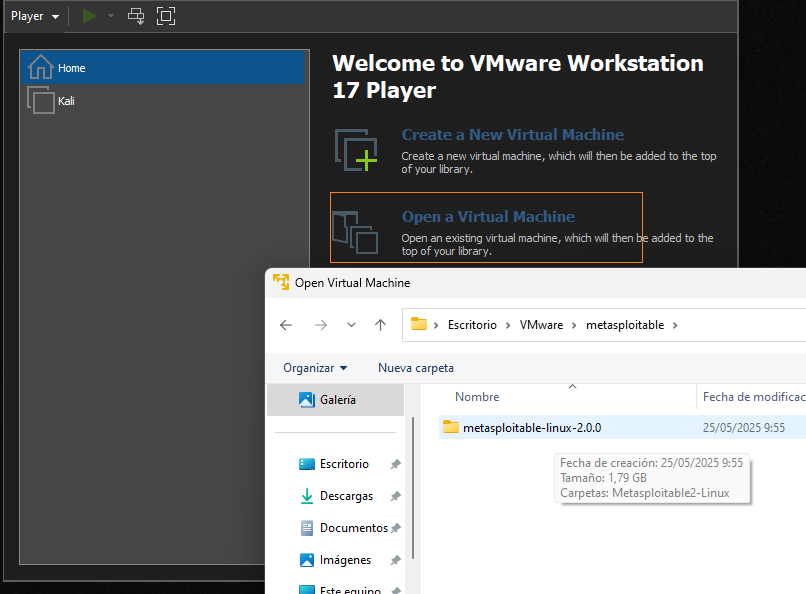 Player
Home
Kali
Welcome to VMware Workstation
17 Player
Create a New Virtual Machine
Create a new virtual machine, which will then be added to the top
of your library.
Open a Virtual Machine
Open an existing virtual machine, which will then be added to the
top of your library.
Open Virtual Machine
Escritorio
VMware
metasploitable
Organizar
Nueva carpeta
Galería
Escritorio
Descargas
Documentos
Imágenes
Este equipo
Nombre
Fecha de modificac
metasploitable-linux-2.0.0
25/05/2025 9:55
Fecha de creación: 25/05/2025 9:55
Tamaño: 1,79 GB
Carpetas: Metasploitable2-Linux